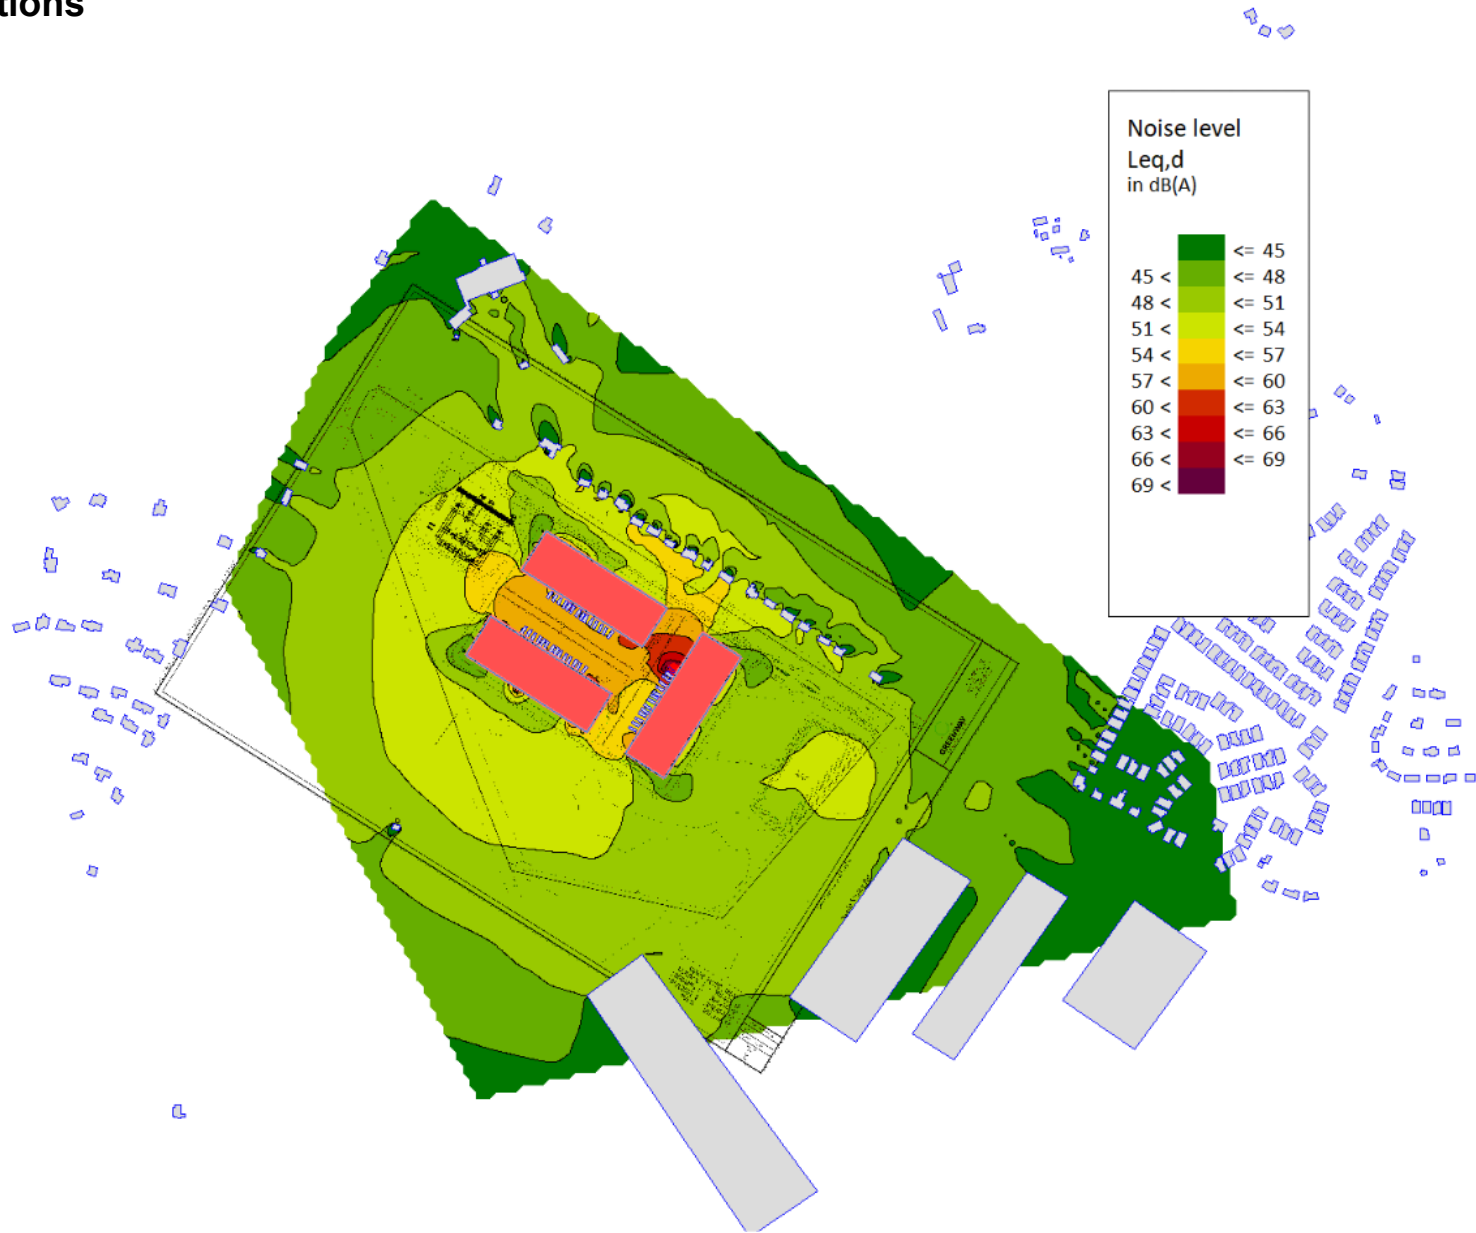 tions
Noise level
Leq,d
in dB(A)
<= 45
45 < <= 48
48 < <= 51
51 < <= 54
54 < <= 57
57 < <= 60
60 < <= 63
63 < <= 66
66 < <= 69
69 <
GREENWAY